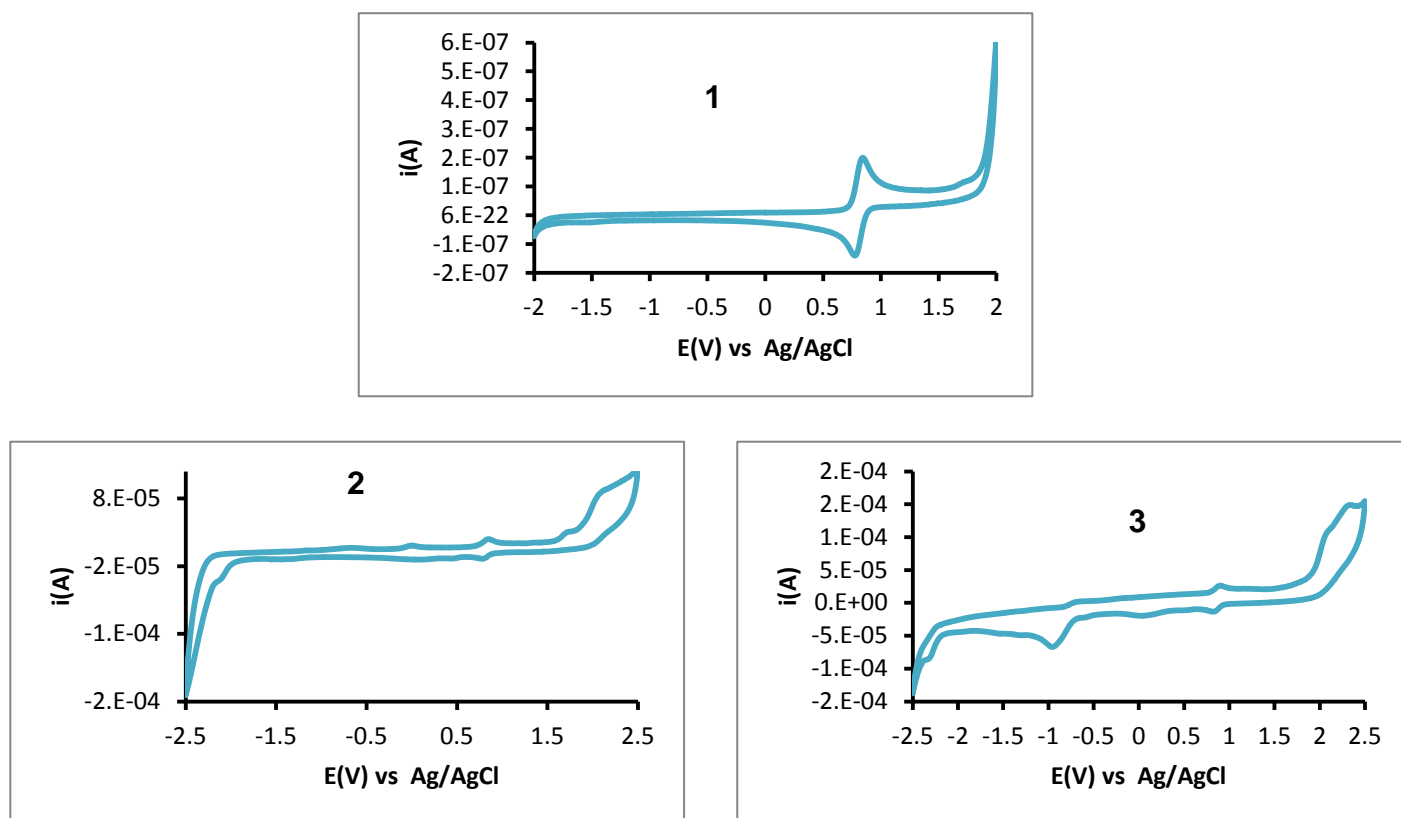 1
i(A)
6.E-07
5.E-07
4.E-07
3.E-07
2.E-07
1.E-07
6.E-22
-1.E-07
-2.E-07
-2 -1.5 -1 -0.5 0 0.5 1 1.5 2
E(V) vs Ag/AgCl
2
i(A)
8.E-05
-2.E-05
-1.E-04
-2.E-04
-2.5 -1.5 -0.5 0.5 1.5 2.5
E(V) vs Ag/AgCl
3
i(A)
2.E-04
2.E-04
1.E-04
5.E-05
0.E+00
-5.E-05
-1.E-04
-2.E-04
-2.5 -2 -1.5 -1 -0.5 0 0.5 1 1.5 2 2.5
E(V) vs Ag/AgCl